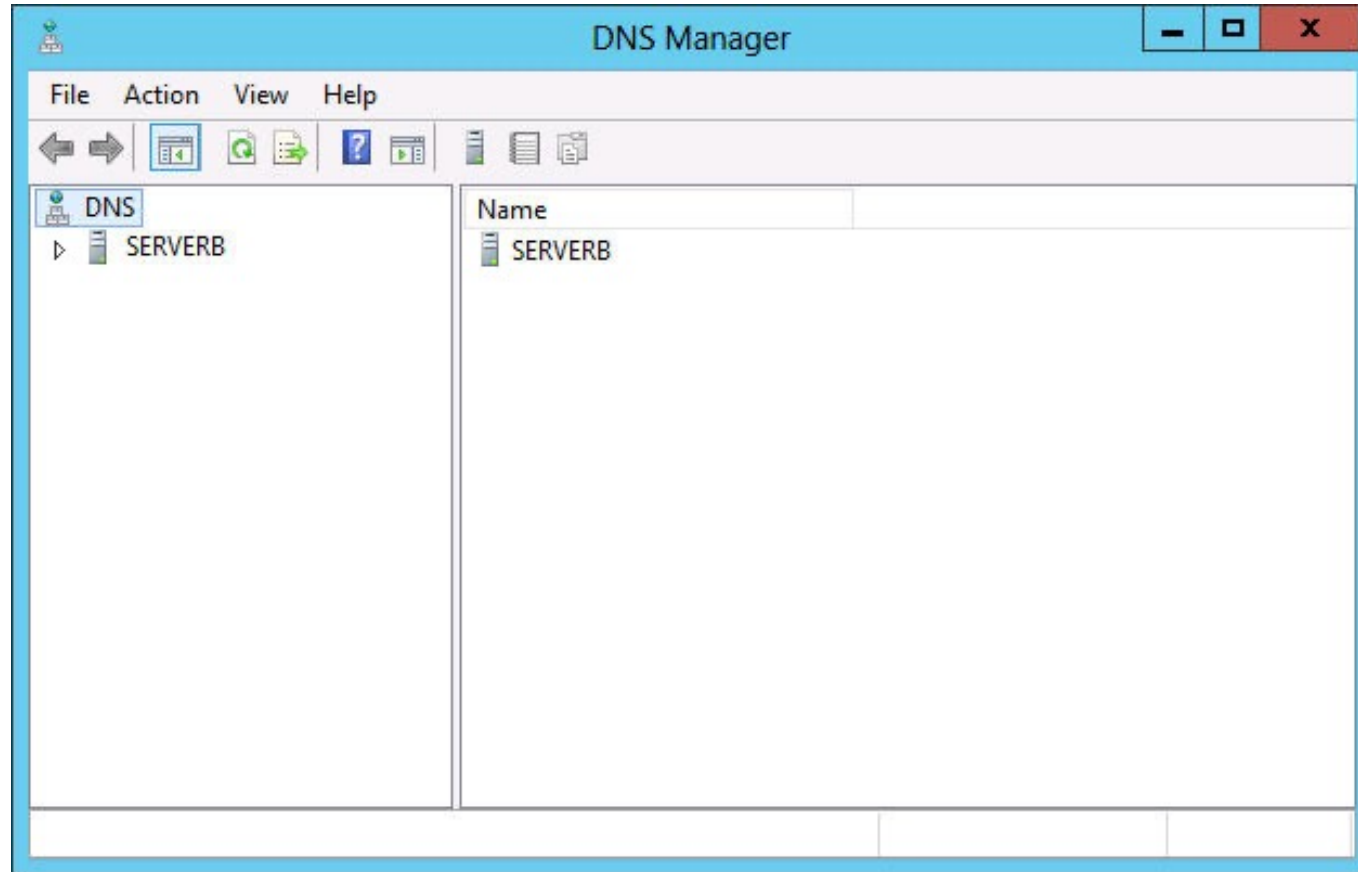 DNS Manager
File Action View Help
DNS
SERVERB
Name
SERVERB